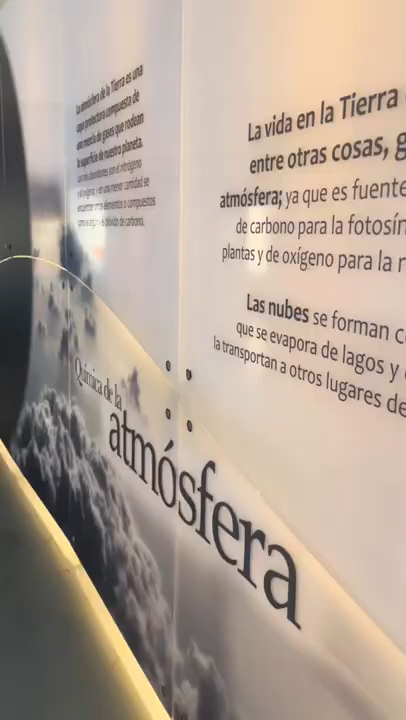 La atmósfera de la Tierra es una
capa protectora compuesta de
una mezcla de gases que rodean
la superficie de nuestro planeta.
Los más abundantes son el nitrógeno
y el oxígeno, y en una menor cantidad se
encuentran otros elementos o compuestos
como el argón y el dióxido de carbono.
La vida en la Tierra
entre otras cosas, g
atmósfera; ya que es fuente
de carbono para la fotosín
plantas y de oxígeno para la r
Las nubes se forman c
que se evapora de lagos y
la transportan a otros lugares de
Química de la
atmósfera